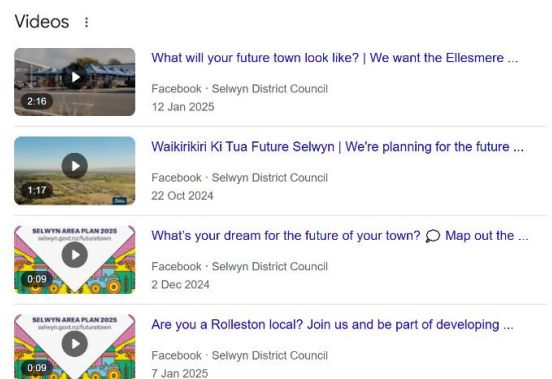 Videos
What will your future town look like? | We want the Ellesmere ...
Facebook · Selwyn District Council
2:16
12 Jan 2025
Waikirikiri Ki Tua Future Selwyn | We're planning for the future ...
Facebook · Selwyn District Council
1:17
22 Oct 2024
SELWYN AREA PLAN 2025
selwyn.govt.nz/futuretown
What's your dream for the future of your town? 💭 Map out the ...
Facebook · Selwyn District Council
0:09
2 Dec 2024
SELWYN AREA PLAN 2025
selwyn.govt.nz/futuretown
Are you a Rolleston local? Join us and be part of developing ...
Facebook · Selwyn District Council
0:09
7 Jan 2025